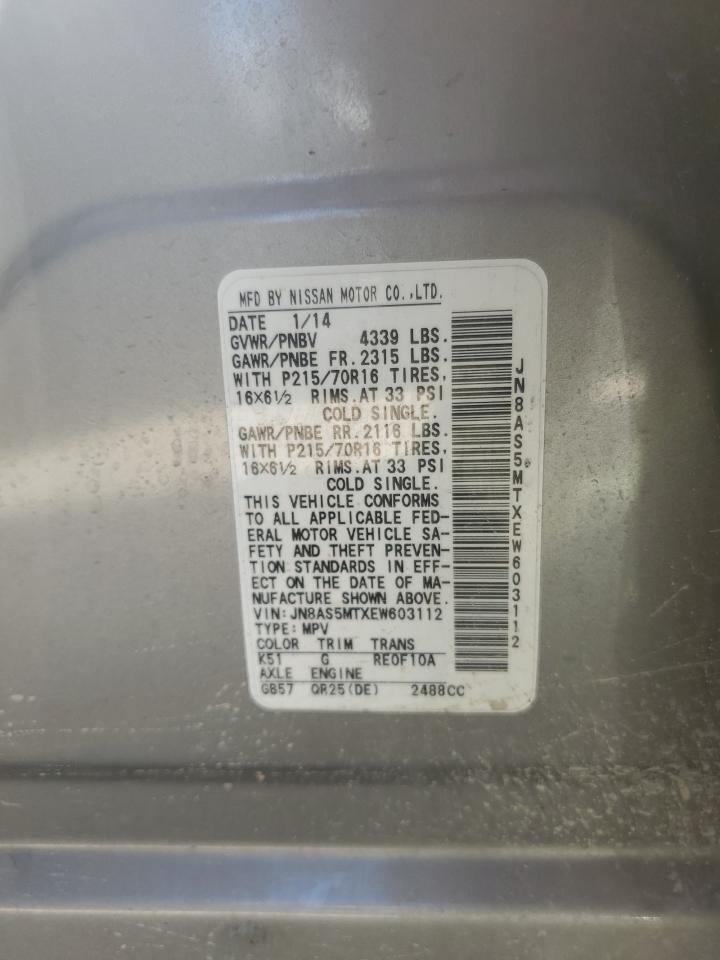 MFD BY NISSAN MOTOR CO.,LTD.
DATE 1/14
GVWR/PNBV 4339 LBS.
GAWR/PNBE FR. 2315 LBS.
WITH P215/70R16 TIRES,
16X6½ RIMS.AT 33 PSI
COLD SINGLE.
GAWR/PNBE RR. 2116 LBS.
WITH P215/70R16 TIRES,
16X6½ RIMS.AT 33 PSI
COLD SINGLE.
THIS VEHICLE CONFORMS
TO ALL APPLICABLE FED-
ERAL MOTOR VEHICLE SA-
FETY AND THEFT PREVEN-
TION STANDARDS IN EFF-
ECT ON THE DATE OF MA-
NUFACTURE SHOWN ABOVE.
VIN: JN8AS5MTXEW603112
TYPE: MPV
COLOR TRIM TRANS
K51 G RE0F10A
AXLE ENGINE
GB57 QR25(DE) 2488CC
JN8AS5MTXEW603112